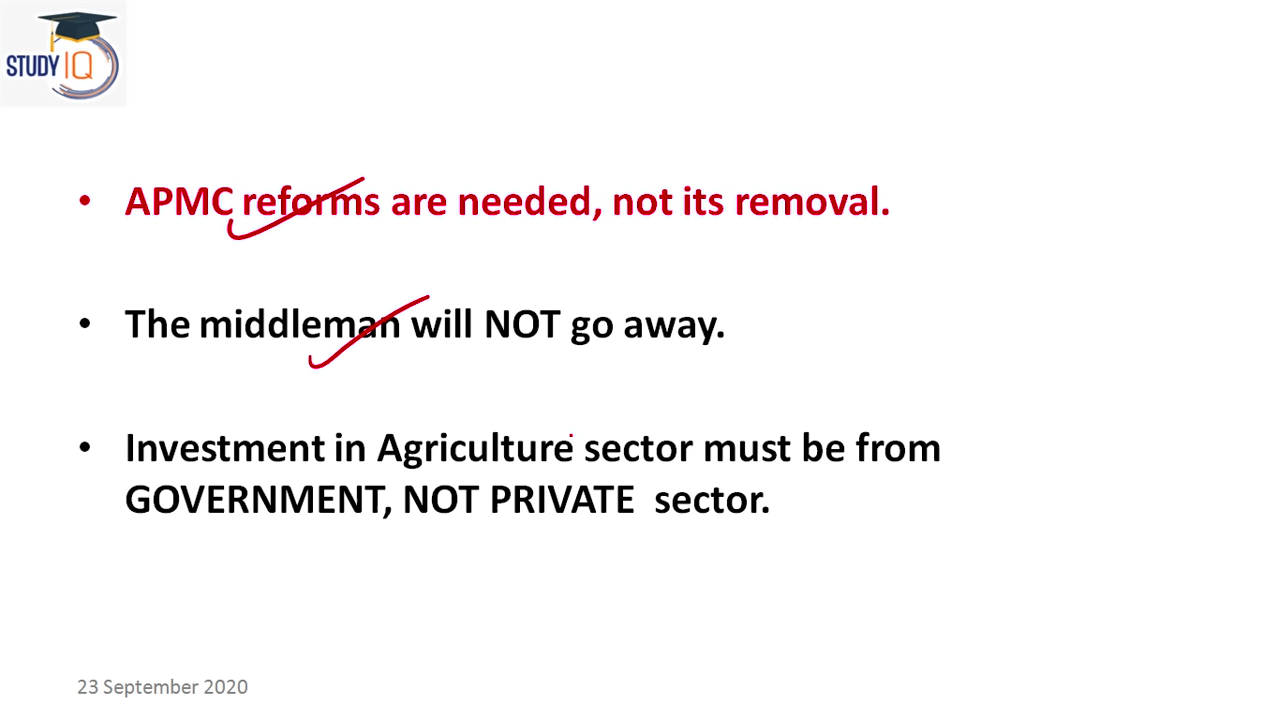 STUDY IQ
• APMC reforms are needed, not its removal.
• The middleman will NOT go away.
• Investment in Agriculture sector must be from
GOVERNMENT, NOT PRIVATE sector.
23 September 2020